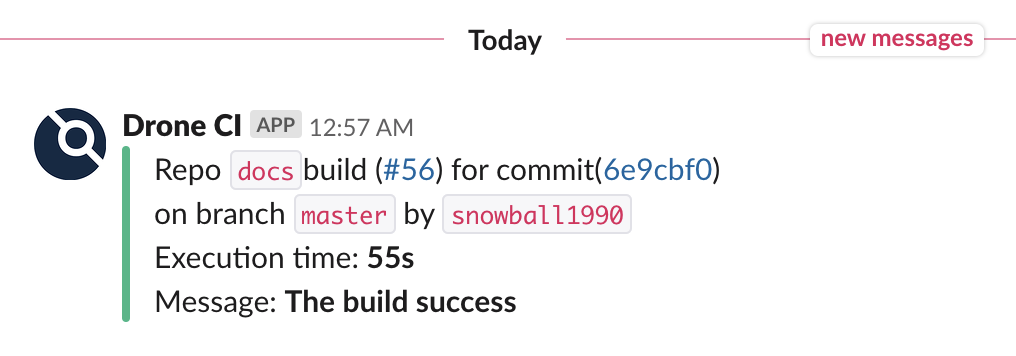 Today
new messages
Drone CI APP 12:57 AM
Repo docs build (#56) for commit(6e9cbf0)
on branch master by snowball1990
Execution time: 55s
Message: The build success